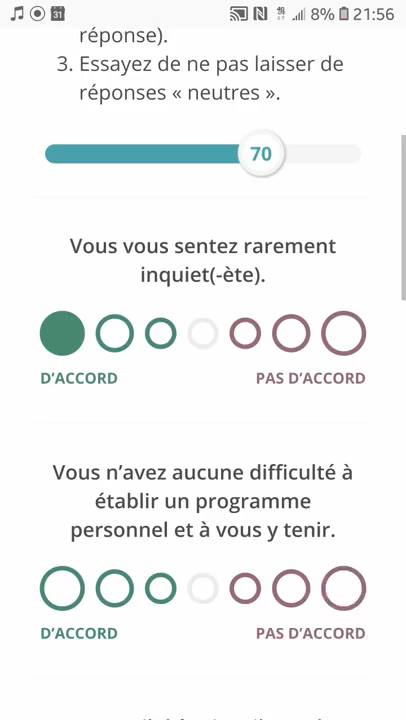 31 8% 21:56
réponse).
3. Essayez de ne pas laisser de
réponses « neutres ».
70
Vous vous sentez rarement
inquiet(-ète).
D'ACCORD PAS D'ACCORD
Vous n'avez aucune difficulté à
établir un programme
personnel et à vous y tenir.
D'ACCORD PAS D'ACCORD